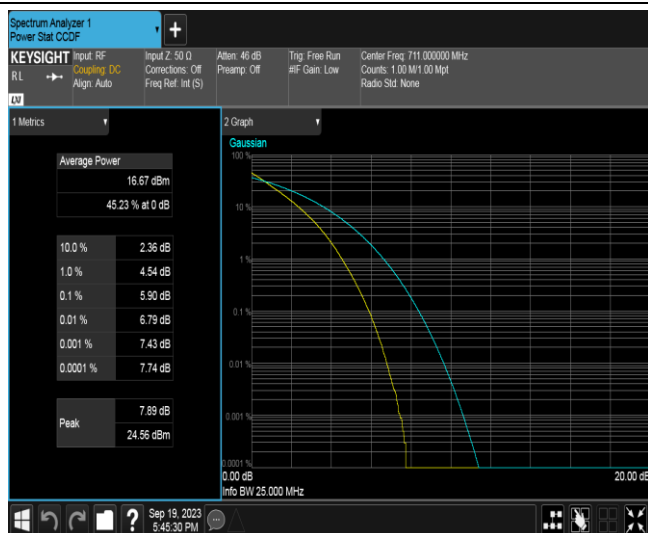 Spectrum Analyzer 1
Power Stat CCDF
+
KEYSIGHT
RL
LXI
Input: RF
Coupling: DC
Align: Auto
Input Z: 50 Ω
Corrections: Off
Freq Ref: Int (S)
Atten: 46 dB
Preamp: Off
Trig: Free Run
#IF Gain: Low
Center Freq: 711.000000 MHz
Counts: 1.00 M/1.00 Mpt
Radio Std: None
1 Metrics
Average Power
16.67 dBm
45.23 % at 0 dB
10.0 % 2.36 dB
1.0 % 4.54 dB
0.1 % 5.90 dB
0.01 % 6.79 dB
0.001 % 7.43 dB
0.0001 % 7.74 dB
Peak
7.89 dB
24.56 dBm
2 Graph
Gaussian
100 %
10 %
1 %
0.1 %
0.01 %
0.001 %
0.0001 %
0.00 dB
20.00 dB
Info BW 25.000 MHz
?
Sep 19, 2023
5:45:30 PM